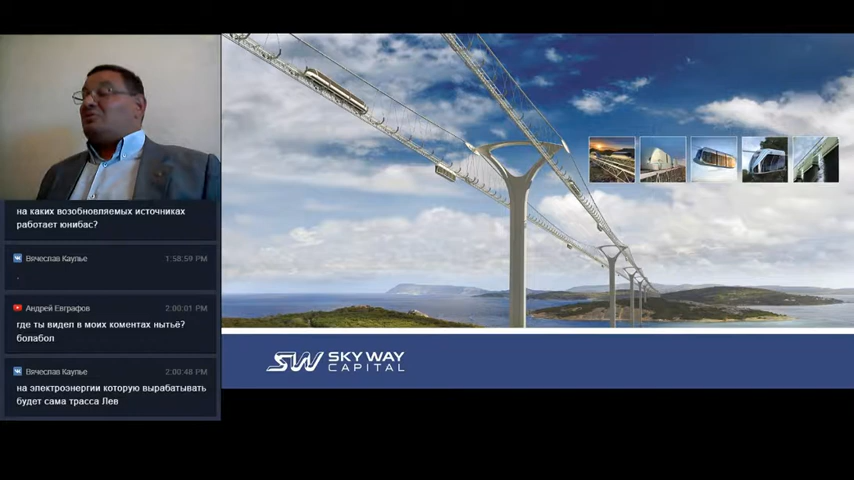 на каких возобновляемых источниках
работает юнибас?
Вячеслав Каулье 1:58:59 PM
.
Андрей Евграфов 2:00:01 PM
где ты видел в моих коментах нытьё?
болабол
Вячеслав Каулье 2:00:48 PM
на электроэнергии которую вырабатывать
будет сама трасса Лев
SW SKY WAY
CAPITAL